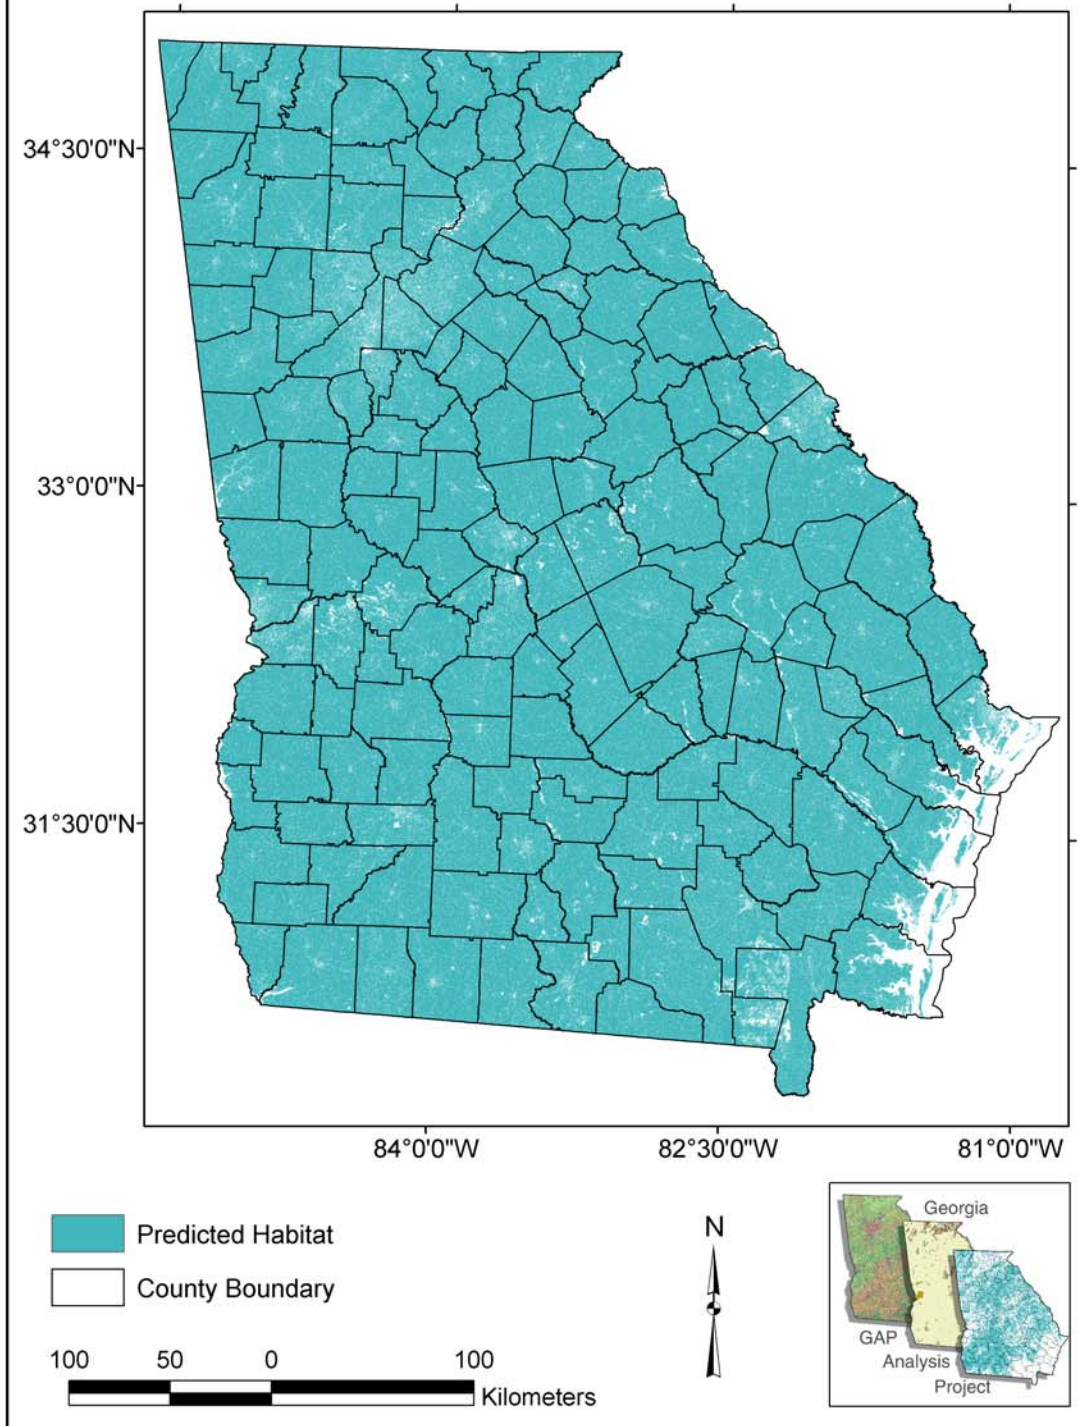 34°30'0"N
33°0'0"N
31°30'0"N
84°0'0"W 82°30'0"W 81°0'0"W
Predicted Habitat
County Boundary
100 50 0 100
Kilometers
N
Georgia
GAP
Analysis
Project